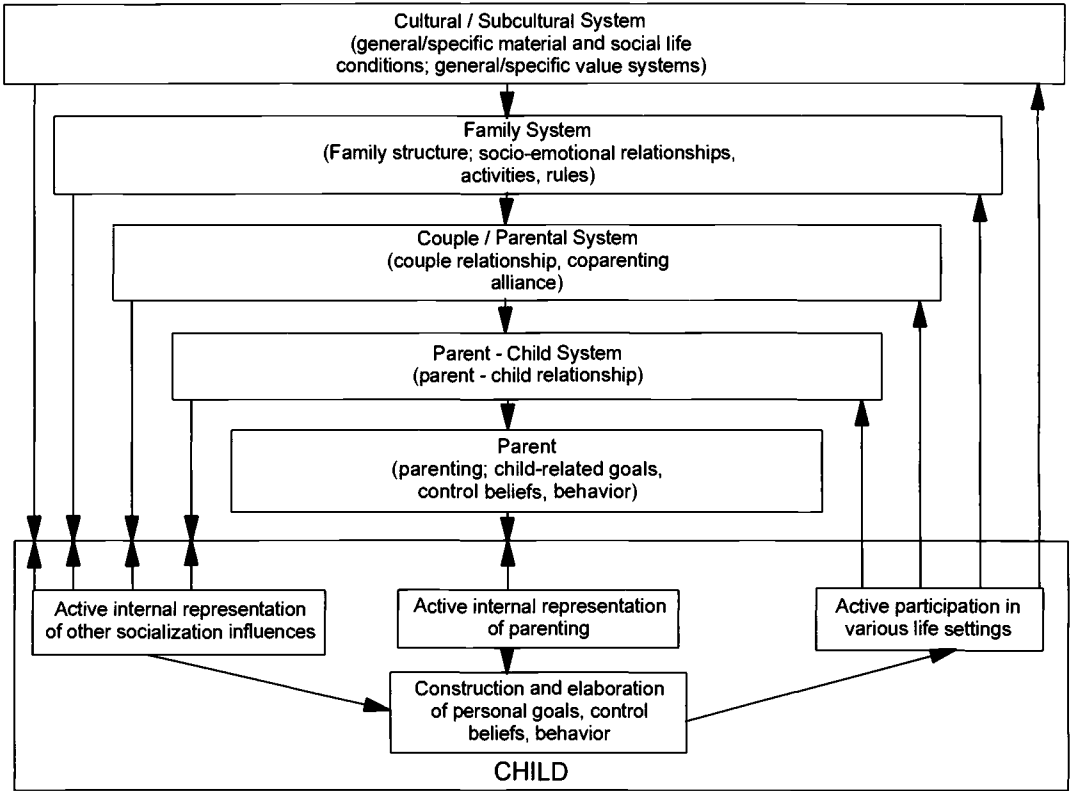 Cultural / Subcultural System
(general/specific material and social life
conditions; general/specific value systems)
Family System
(Family structure; socio-emotional relationships,
activities, rules)
Couple / Parental System
(couple relationship, coparenting
alliance)
Parent - Child System
(parent - child relationship)
Parent
(parenting; child-related goals,
control beliefs, behavior)
Active internal representation
of other socialization influences
Active internal representation
of parenting
Active participation in
various life settings
Construction and elaboration
of personal goals, control
beliefs, behavior
CHILD